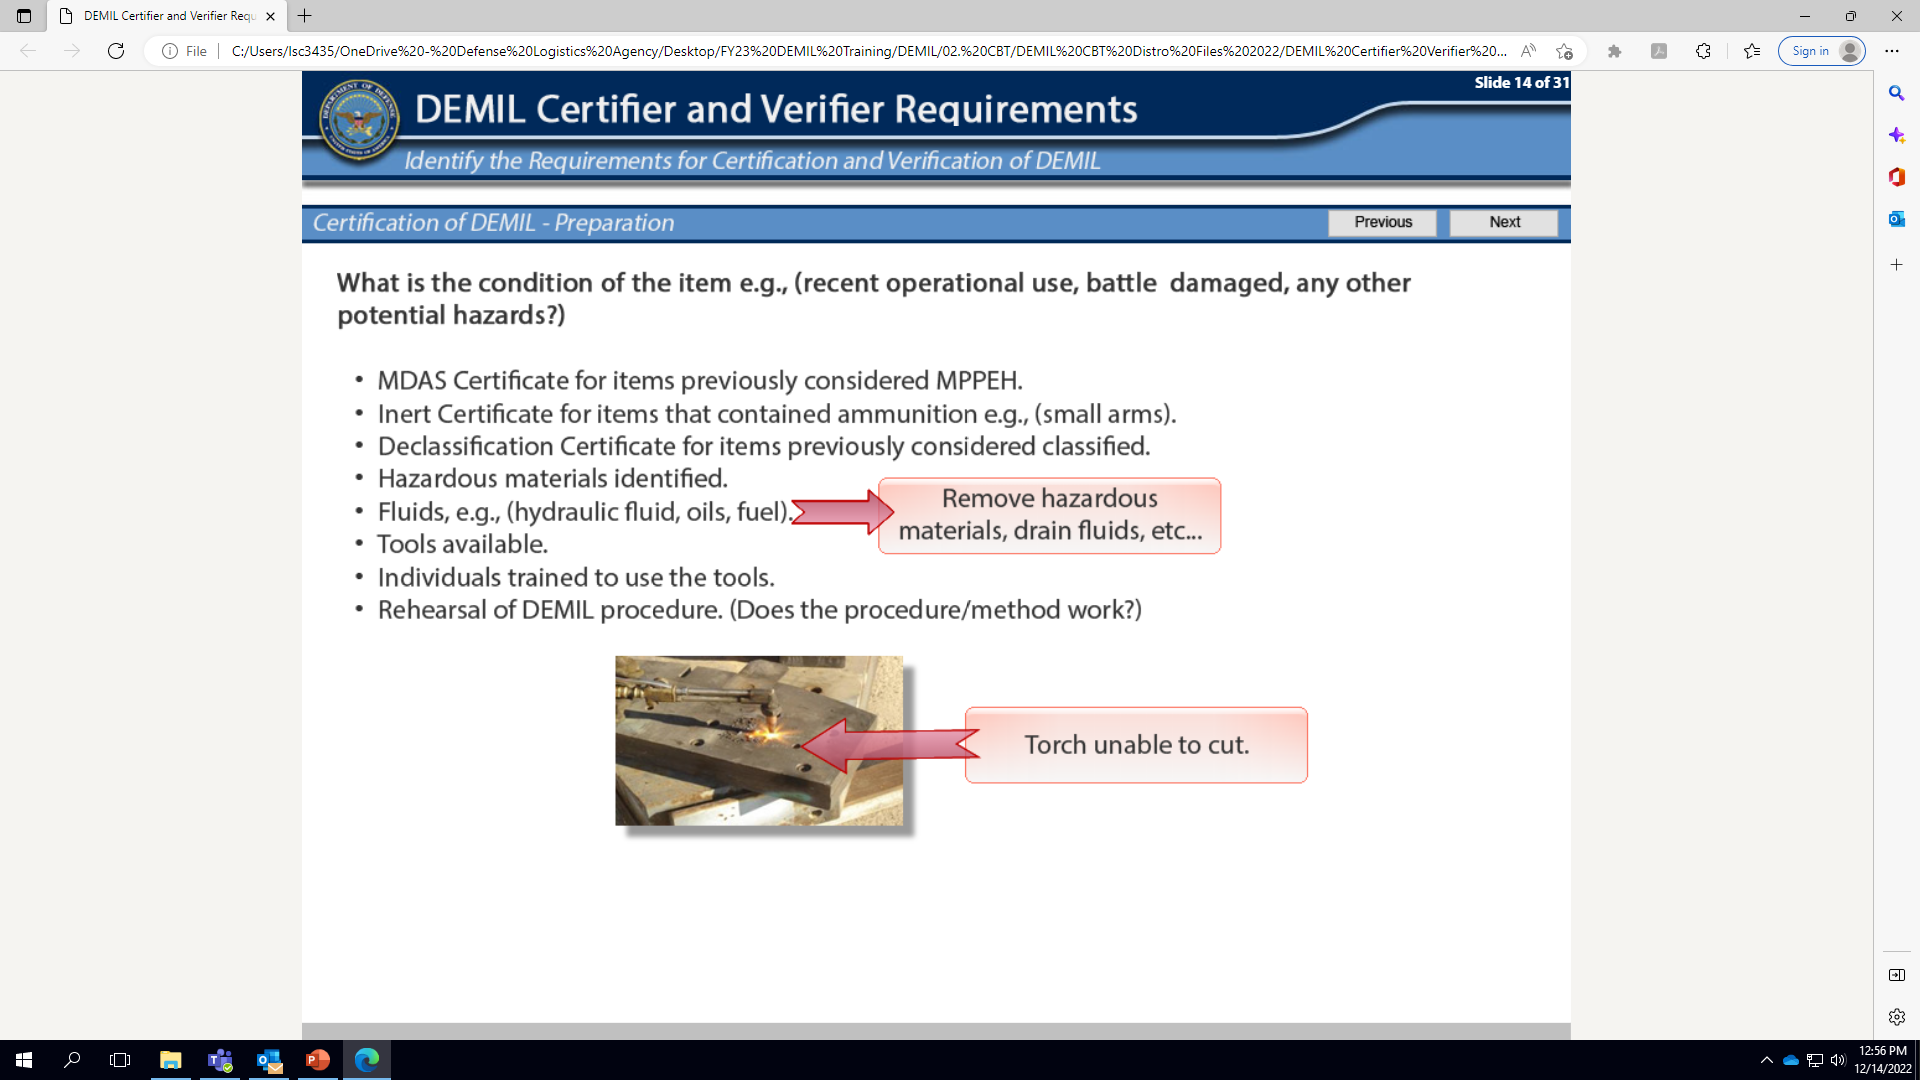 DEMIL Certifier and Verifier Requ
File
C:/Users/lsc3435/OneDrive%20-%20Defense%20Logistics%20Agency/Desktop/FY23%20DEMIL%20Training/DEMIL/02.%20CBT/DEMIL%20CBT%20Distro%20Files%202022/DEMIL%20Certifier%20Verifier%20...
Sign in
Slide 14 of 31
DEMIL Certifier and Verifier Requirements
Identify the Requirements for Certification and Verification of DEMIL
Certification of DEMIL - Preparation
Previous
Next
What is the condition of the item e.g., (recent operational use, battle damaged, any other
potential hazards?)
• MDAS Certificate for items previously considered MPPEH.
• Inert Certificate for items that contained ammunition e.g., (small arms).
• Declassification Certificate for items previously considered classified.
• Hazardous materials identified.
• Fluids, e.g., (hydraulic fluid, oils, fuel).
Remove hazardous
materials, drain fluids, etc...
• Tools available.
• Individuals trained to use the tools.
• Rehearsal of DEMIL procedure. (Does the procedure/method work?)
Torch unable to cut.
12:56 PM
12/14/2022